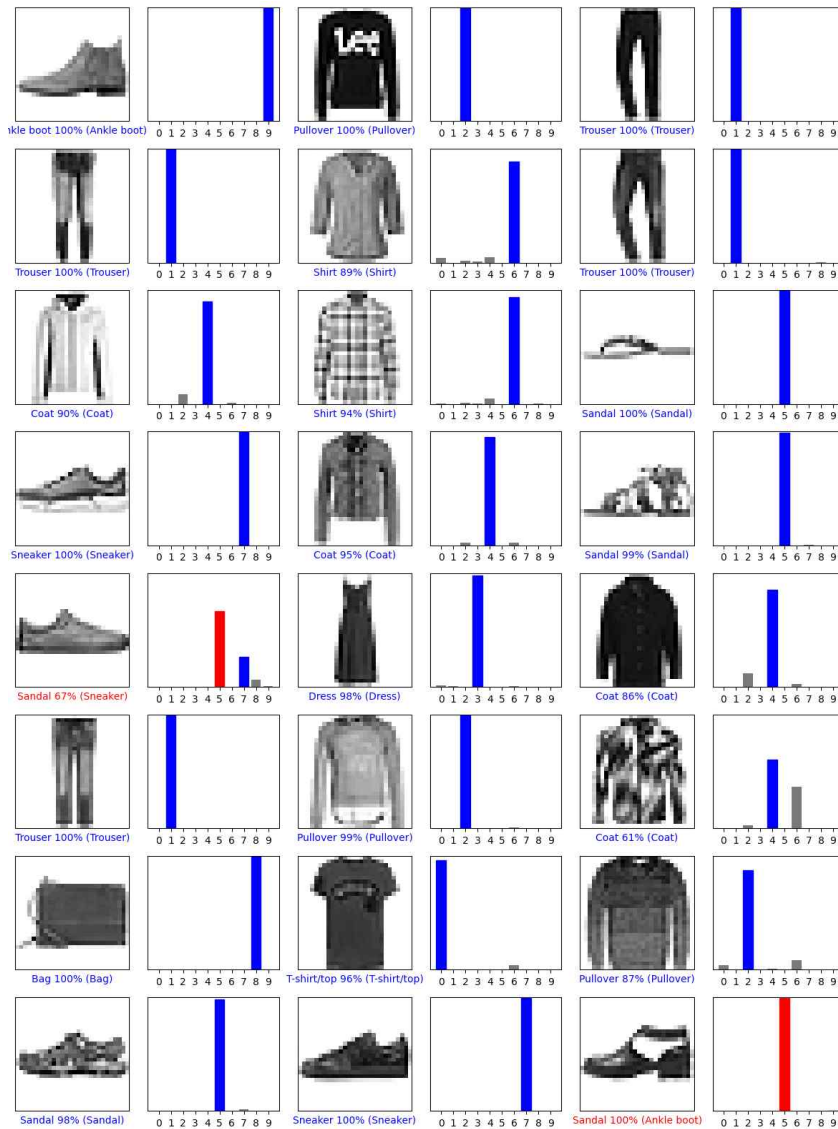 Lee
nkle boot 100% (Ankle boot)
0 1 2 3 4 5 6 7 8 9
Pullover 100% (Pullover)
0 1 2 3 4 5 6 7 8 9
Trouser 100% (Trouser)
0 1 2 3 4 5 6 7 8 9
Trouser 100% (Trouser)
0 1 2 3 4 5 6 7 8 9
Shirt 89% (Shirt)
0 1 2 3 4 5 6 7 8 9
Trouser 100% (Trouser)
0 1 2 3 4 5 6 7 8 9
Coat 90% (Coat)
0 1 2 3 4 5 6 7 8 9
Shirt 94% (Shirt)
0 1 2 3 4 5 6 7 8 9
Sandal 100% (Sandal)
0 1 2 3 4 5 6 7 8 9
Sneaker 100% (Sneaker)
0 1 2 3 4 5 6 7 8 9
Coat 95% (Coat)
0 1 2 3 4 5 6 7 8 9
Sandal 99% (Sandal)
0 1 2 3 4 5 6 7 8 9
Sandal 67% (Sneaker)
0 1 2 3 4 5 6 7 8 9
Dress 98% (Dress)
0 1 2 3 4 5 6 7 8 9
Coat 86% (Coat)
0 1 2 3 4 5 6 7 8 9
Trouser 100% (Trouser)
0 1 2 3 4 5 6 7 8 9
Pullover 99% (Pullover)
0 1 2 3 4 5 6 7 8 9
Coat 61% (Coat)
0 1 2 3 4 5 6 7 8 9
Bag 100% (Bag)
0 1 2 3 4 5 6 7 8 9
T-shirt/top 96% (T-shirt/top)
0 1 2 3 4 5 6 7 8 9
Pullover 87% (Pullover)
0 1 2 3 4 5 6 7 8 9
Sandal 98% (Sandal)
0 1 2 3 4 5 6 7 8 9
Sneaker 100% (Sneaker)
0 1 2 3 4 5 6 7 8 9
Sandal 100% (Ankle boot)
0 1 2 3 4 5 6 7 8 9